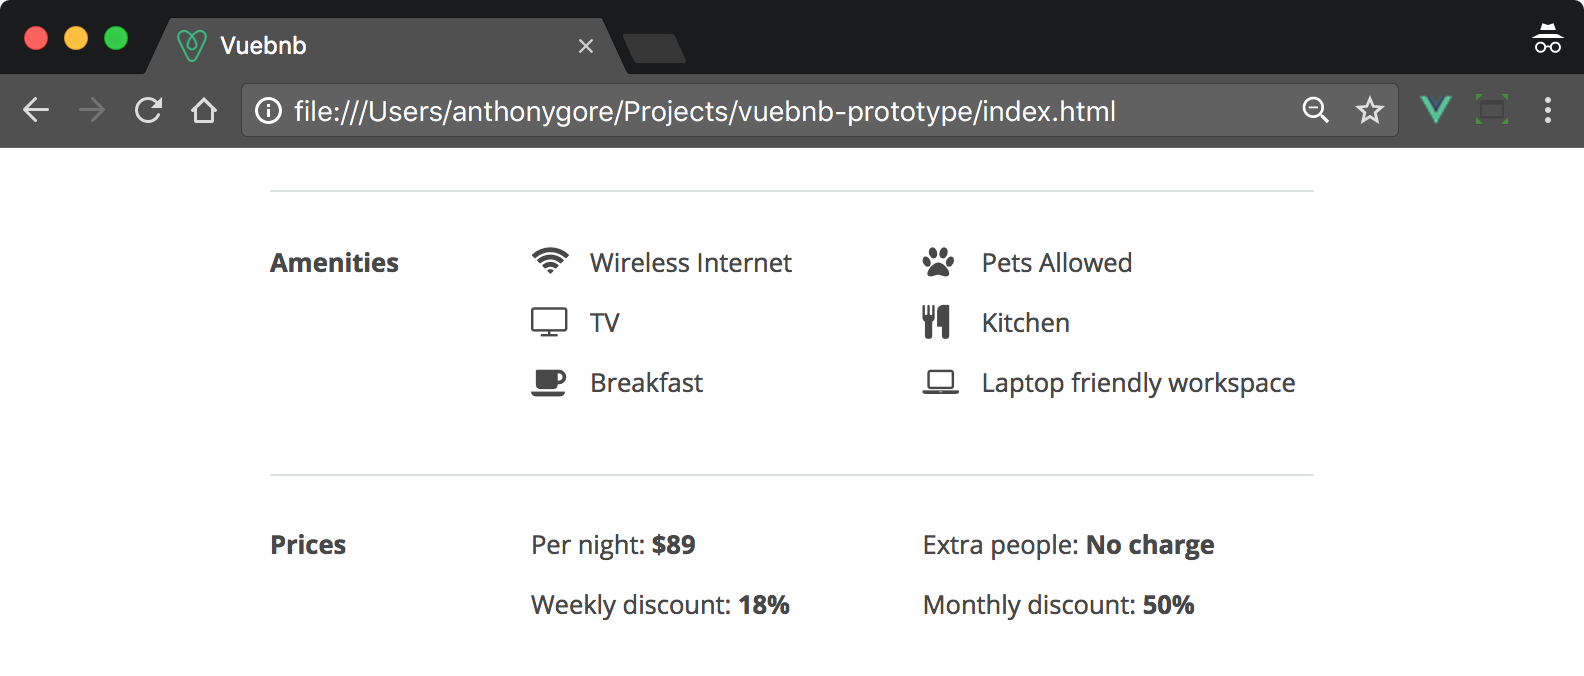 Vuebnb
file:///Users/anthonygore/Projects/vuebnb-prototype/index.html
Amenities
Wireless Internet
Pets Allowed
TV
Kitchen
Breakfast
Laptop friendly workspace
Prices
Per night: $89
Extra people: No charge
Weekly discount: 18%
Monthly discount: 50%